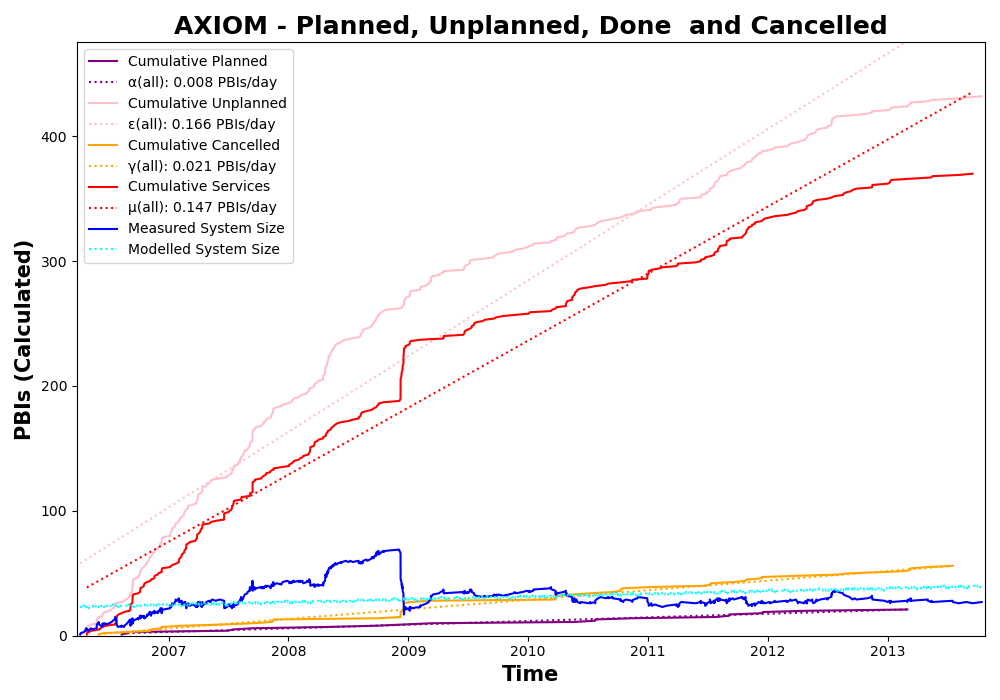 AXIOM - Planned, Unplanned, Done  and Cancelled
Cumulative Planned
α(all): 0.008 PBIs/day
Cumulative Unplanned
ε(all): 0.166 PBIs/day
Cumulative Cancelled
γ(all): 0.021 PBIs/day
Cumulative Services
μ(all): 0.147 PBIs/day
Measured System Size
Modelled System Size
PBIs (Calculated)
400
300
200
100
0
2007 2008 2009 2010 2011 2012 2013
Time